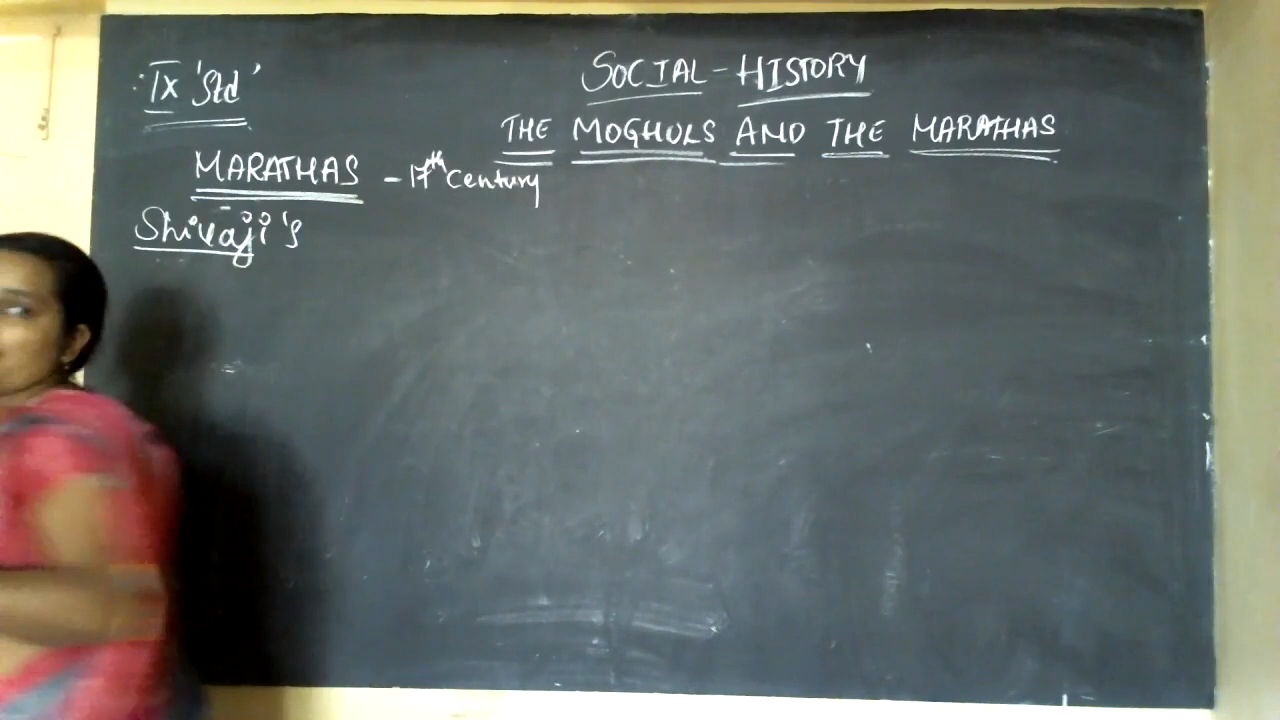 IX 'Std'
SOCIAL - HISTORY
THE MOGHULS AND THE MARATHAS
MARATHAS - 17th Century
Shivaji's